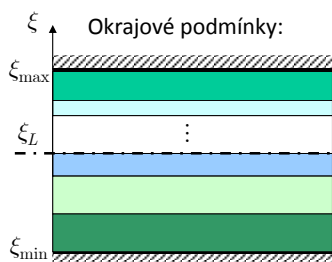 Okrajové podmínky:
ξ
ξmax
ξL
⋮
ξmin